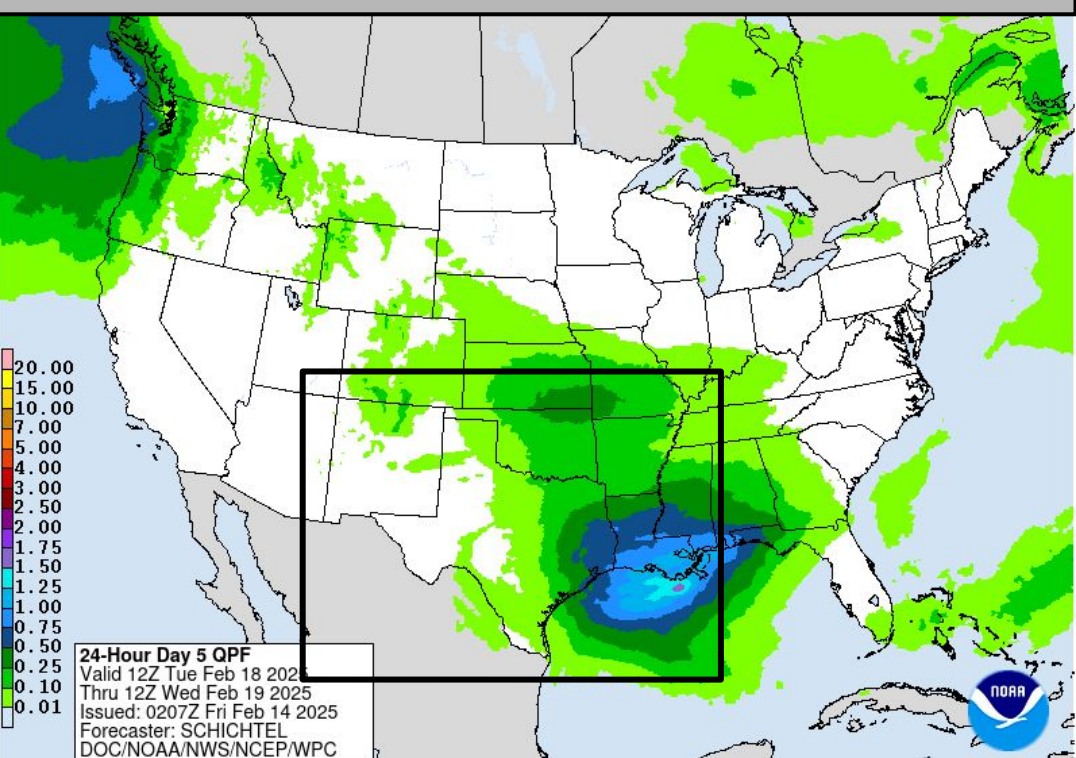 20.00
15.00
10.00
7.00
5.00
4.00
3.00
2.50
2.00
1.75
1.50
1.25
1.00
0.75
0.50
0.25
0.10
0.01
24-Hour Day 5 QPF
Valid 12Z Tue Feb 18 2025
Thru 12Z Wed Feb 19 2025
Issued: 0207Z Fri Feb 14 2025
Forecaster: SCHICHTEL
DOC/NOAA/NWS/NCEP/WPC
NOAA